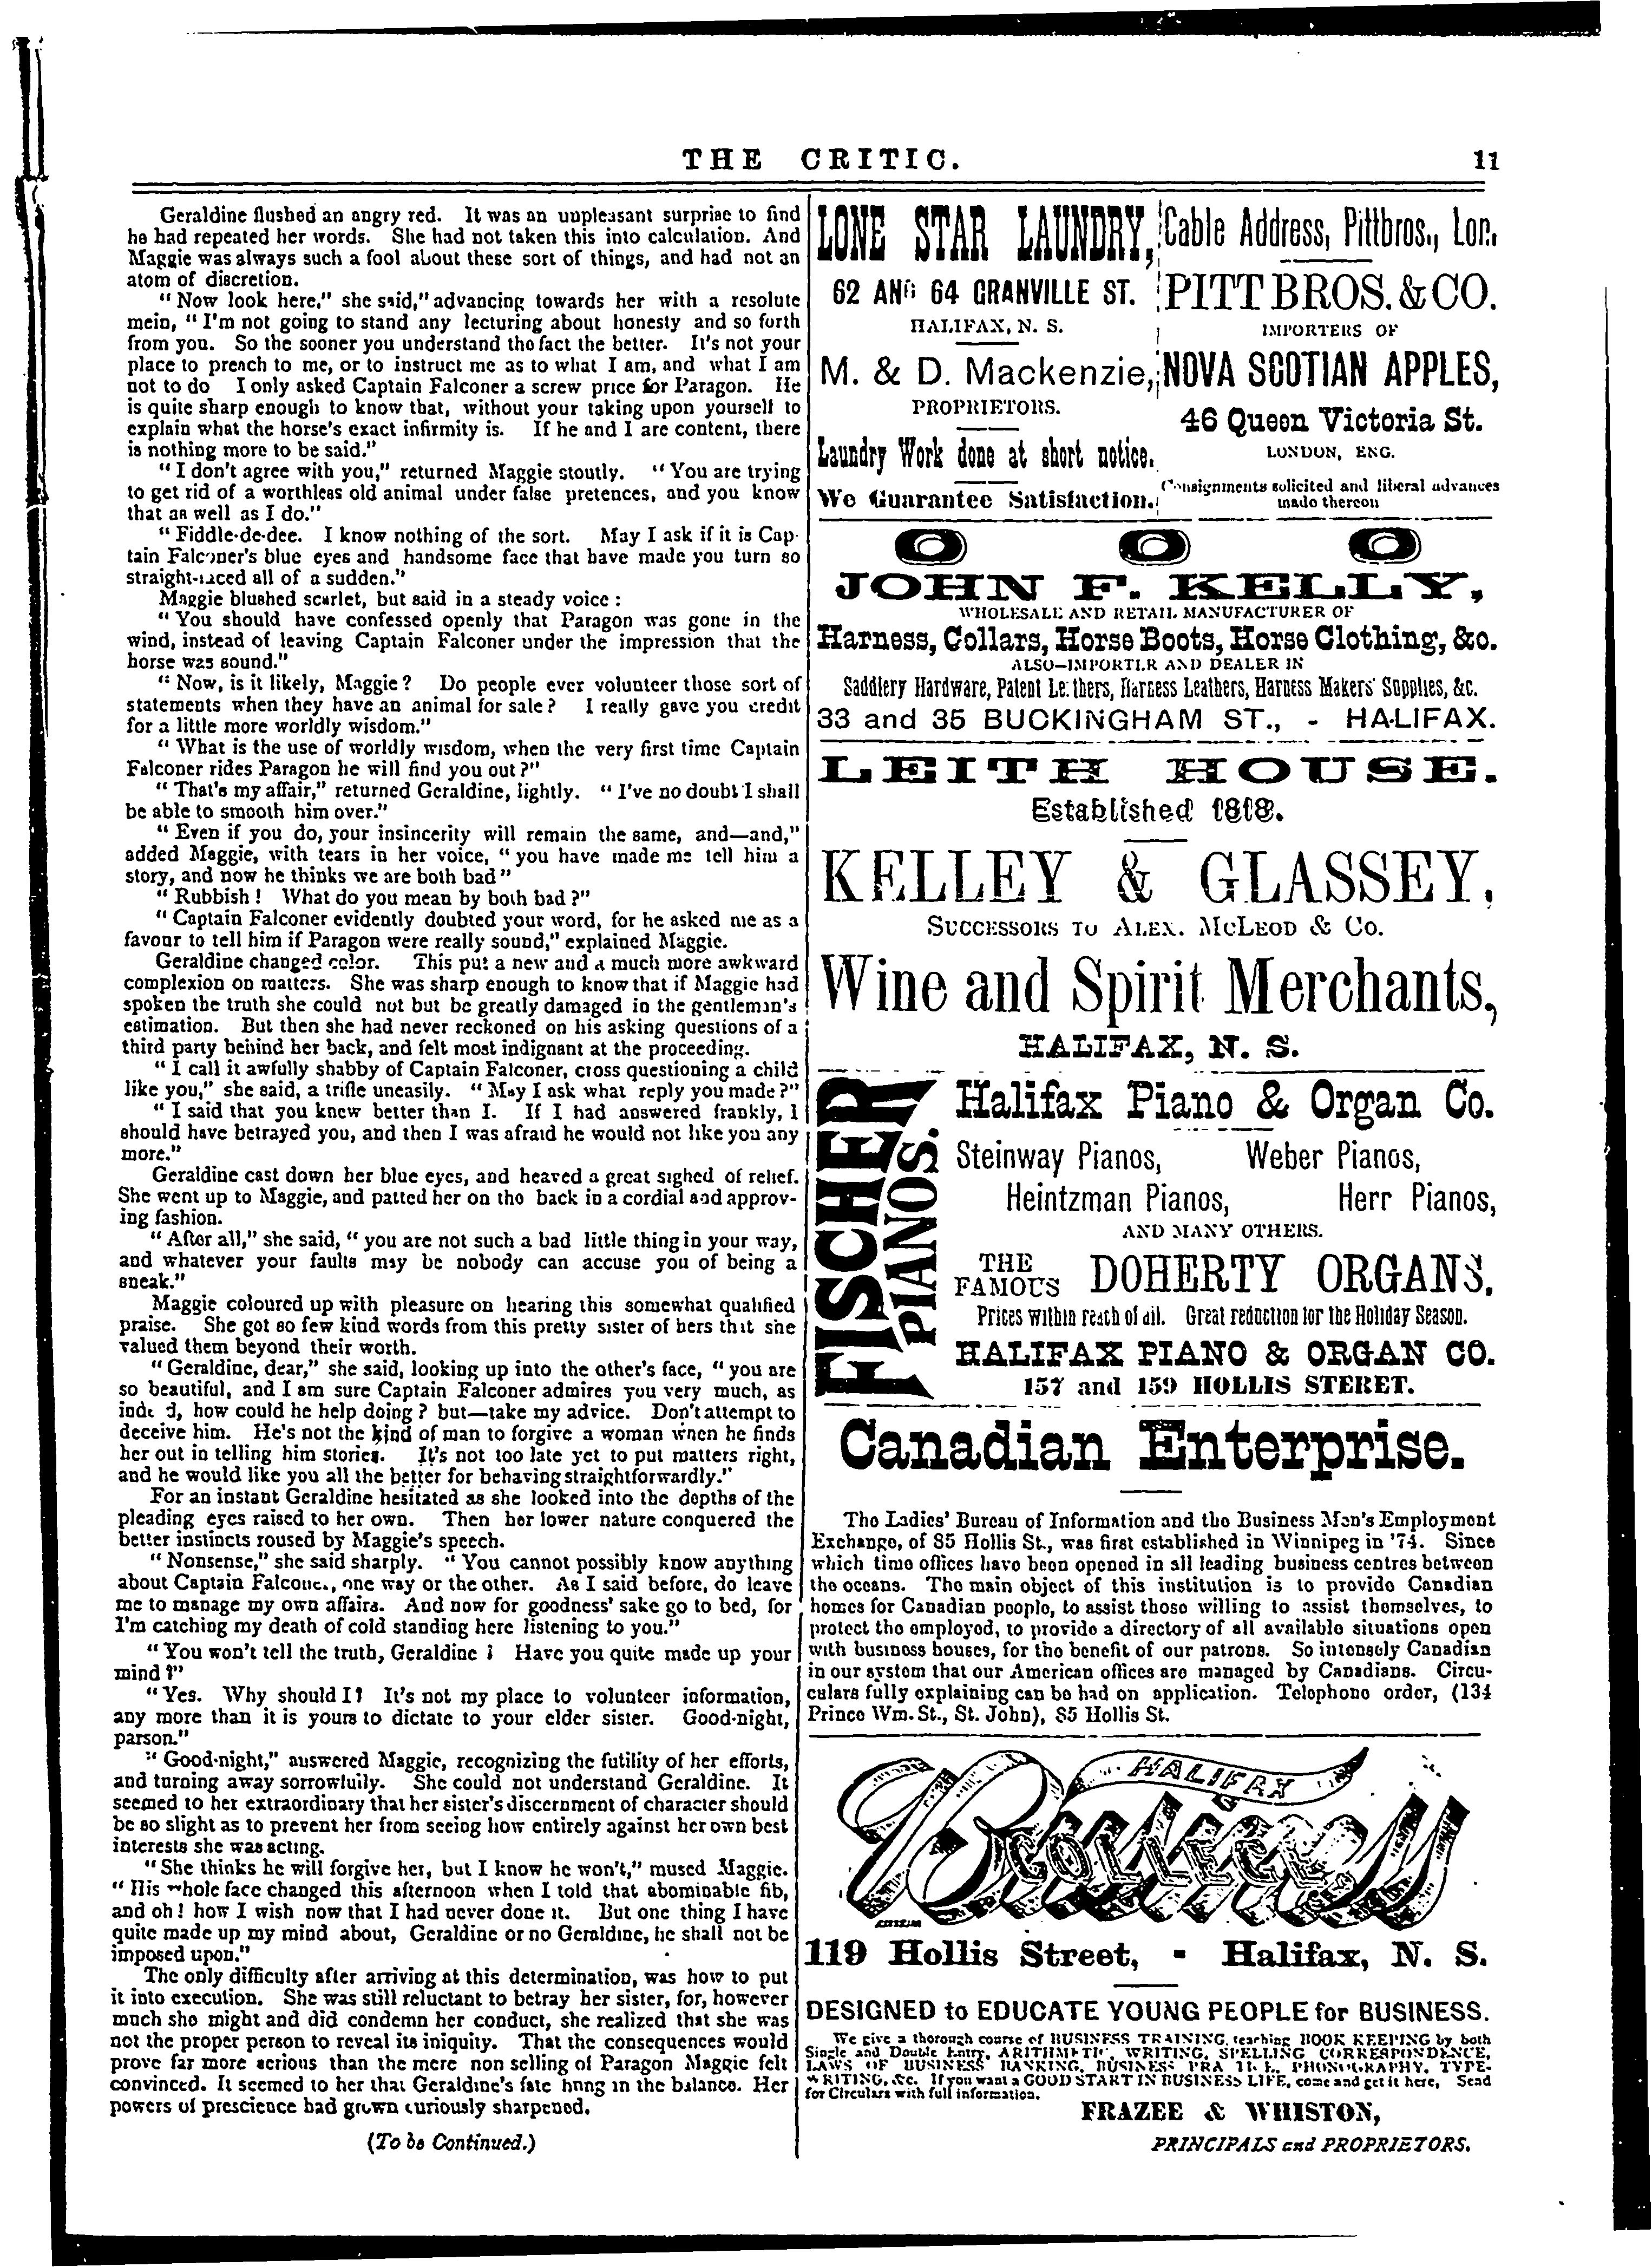 THE CRITIC.
11
Geraldine flushed an angry red. It was an unpleasant surprise to find
he had repeated her words. She had not taken this into calculation. And
Maggie was always such a fool about these sort of things, and had not an
atom of discretion.
"Now look here," she said," advancing towards her with a resolute
mein, "I'm not going to stand any lecturing about honesty and so forth
from you. So the sooner you understand the fact the better. It's not your
place to preach to me, or to instruct me as to what I am, and what I am
not to do I only asked Captain Falconer a screw price for Paragon. He
is quite sharp enough to know that, without your taking upon yourself to
explain what the horse's exact infirmity is. If he and I are content, there
is nothing more to be said."
"I don't agree with you," returned Maggie stoutly. "You are trying
to get rid of a worthless old animal under false pretences, and you know
that as well as I do."
"Fiddle-de-dee. I know nothing of the sort. May I ask if it is Cap-
tain Falconer's blue eyes and handsome face that have made you turn so
straight-laced all of a sudden."
Maggie blushed scarlet, but said in a steady voice :
"You should have confessed openly that Paragon was gone in the
wind, instead of leaving Captain Falconer under the impression that the
horse was sound."
"Now, is it likely, Maggie? Do people ever volunteer those sort of
statements when they have an animal for sale? I really gave you credit
for a little more worldly wisdom."
"What is the use of worldly wisdom, when the very first time Captain
Falconer rides Paragon he will find you out?"
"That's my affair," returned Geraldine, lightly. "I've no doubt I shall
be able to smooth him over."
"Even if you do, your insincerity will remain the same, and—and,"
added Maggie, with tears in her voice, "you have made me tell him a
story, and now he thinks we are both bad"
"Rubbish! What do you mean by both bad?"
"Captain Falconer evidently doubted your word, for he asked me as a
favour to tell him if Paragon were really sound," explained Maggie.
Geraldine changed color. This put a new and a much more awkward
complexion on matters. She was sharp enough to know that if Maggie had
spoken the truth she could not but be greatly damaged in the gentleman's
estimation. But then she had never reckoned on his asking questions of a
third party behind her back, and felt most indignant at the proceeding.
"I call it awfully shabby of Captain Falconer, cross questioning a child
like you," she said, a trifle uneasily. "May I ask what reply you made?"
"I said that you knew better than I. If I had answered frankly, I
should have betrayed you, and then I was afraid he would not like you any
more."
Geraldine cast down her blue eyes, and heaved a great sighed of relief.
She went up to Maggie, and patted her on the back in a cordial and approv-
ing fashion.
"After all," she said, "you are not such a bad little thing in your way,
and whatever your faults may be nobody can accuse you of being a
sneak."
Maggie coloured up with pleasure on hearing this somewhat qualified
praise. She got so few kind words from this pretty sister of hers that she
valued them beyond their worth.
"Geraldine, dear," she said, looking up into the other's face, "you are
so beautiful, and I am sure Captain Falconer admires you very much, as
indeed, how could he help doing? but—take my advice. Don't attempt to
deceive him. He's not the kind of man to forgive a woman when he finds
her out in telling him stories. It's not too late yet to put matters right,
and he would like you all the better for behaving straightforwardly."
For an instant Geraldine hesitated as she looked into the depths of the
pleading eyes raised to her own. Then her lower nature conquered the
better instincts roused by Maggie's speech.
"Nonsense," she said sharply. "You cannot possibly know anything
about Captain Falconer, one way or the other. As I said before, do leave
me to manage my own affairs. And now for goodness' sake go to bed, for
I'm catching my death of cold standing here listening to you."
"You won't tell the truth, Geraldine? Have you quite made up your
mind?"
"Yes. Why should I? It's not my place to volunteer information,
any more than it is yours to dictate to your elder sister. Good-night,
parson."
"Good-night," answered Maggie, recognizing the futility of her efforts,
and turning away sorrowfully. She could not understand Geraldine. It
seemed to her extraordinary that her sister's discernment of character should
be so slight as to prevent her from seeing how entirely against her own best
interests she was acting.
"She thinks he will forgive her, but I know he won't," mused Maggie.
"His whole face changed this afternoon when I told that abominable fib,
and oh! how I wish now that I had never done it. But one thing I have
quite made up my mind about, Geraldine or no Geraldine, he shall not be
imposed upon."
The only difficulty after arriving at this determination, was how to put
it into execution. She was still reluctant to betray her sister, for, however
much she might and did condemn her conduct, she realized that she was
not the proper person to reveal its iniquity. That the consequences would
prove far more serious than the mere non selling of Paragon Maggie felt
convinced. It seemed to her that Geraldine's fate hung in the balance. Her
powers of prescience had grown curiously sharpened.
(To be Continued.)
LONE STAR LAUNDRY,
62 AND 64 GRANVILLE ST.
HALIFAX, N. S.
M. & D. Mackenzie,
PROPRIETORS.
Laundry Work done at short notice.
We Guarantee Satisfaction.
Cable Address, Pittbros., Lon.
PITT BROS. & CO.
IMPORTERS OF
NOVA SCOTIAN APPLES,
46 Queen Victoria St.
LONDON, ENG.
Consignments solicited and liberal advances
made thereon
O O O
JOHN F. KELLY,
WHOLESALE AND RETAIL MANUFACTURER OF
Harness, Collars, Horse Boots, Horse Clothing, &c.
ALSO—IMPORTER AND DEALER IN
Saddlery Hardware, Patent Leathers, Harness Leathers, Harness Makers' Supplies, &c.
33 and 35 BUCKINGHAM ST., - HALIFAX.
LEITH HOUSE.
Established 1818.
KELLEY & GLASSEY,
SUCCESSORS TO ALEX. MCLEOD & CO.
Wine and Spirit Merchants,
HALIFAX, N. S.
FISCHER
PIANOS.
Halifax Piano & Organ Co.
Steinway Pianos, Weber Pianos,
Heintzman Pianos, Herr Pianos,
AND MANY OTHERS.
THE FAMOUS DOHERTY ORGANS.
Prices within reach of all. Great reduction for the Holiday Season.
HALIFAX PIANO & ORGAN CO.
157 and 159 HOLLIS STERET.
Canadian Enterprise.
The Ladies' Bureau of Information and the Business Men's Employment
Exchange, of 85 Hollis St., was first established in Winnipeg in '74. Since
which time offices have been opened in all leading business centres between
the oceans. The main object of this institution is to provide Canadian
homes for Canadian people, to assist those willing to assist themselves, to
protect the employed, to provide a directory of all available situations open
with business houses, for the benefit of our patrons. So intensely Canadian
in our system that our American offices are managed by Canadians. Circu-
culars fully explaining can be had on application. Telephone order, (134
Prince Wm. St., St. John), 85 Hollis St.
HALIFAX
COLLEGE
119 Hollis Street, - Halifax, N. S.
DESIGNED to EDUCATE YOUNG PEOPLE for BUSINESS.
We give a thorough course of BUSINESS TRAINING, teaching BOOK KEEPING by both
Single and Double Entry, ARITHMETIC, WRITING, SPELLING CORRESPONDENCE,
LAWS OF BUSINESS BANKING, BUSINESS PRACTICE, PHONOGRAPHY, TYPE-
WRITING, &c. If you want a GOOD START IN BUSINESS LIFE, come and get it here, Send
for Circulars with full information.
FRAZEE & WHISTON,
PRINCIPALS and PROPRIETORS.